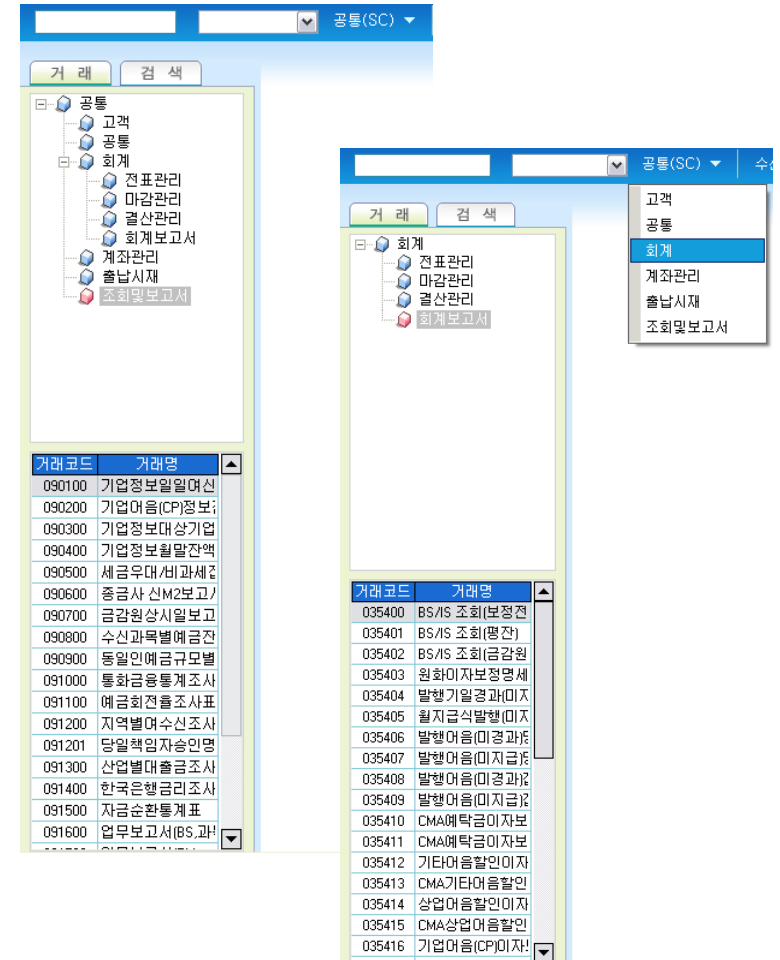 공통(SC)
거 래 검 색
공통
고객
공통
회계
전표관리
마감관리
결산관리
회계보고서
계좌관리
출납시재
조회및보고서
거래코드 거래명
090100 기업정보일일여신
090200 기업어음(CP)정보
090300 기업정보대상기업
090400 기업정보월말잔액
090500 세금우대/비과세
090600 종금사 신M2보고
090700 금감원상시일보고
090800 수신과목별예금잔
090900 동일인예금규모별
091000 통화금융통계조사
091100 예금회전율조사표
091200 지역별여수신조사
091201 당일책임자승인명
091300 산업별대출금조사
091400 한국은행금리조사
091500 자금순환통계표
091600 업무보고서(BS,과
공통(SC) 수신
고객
공통
회계
계좌관리
출납시재
조회및보고서
거 래 검 색
회계
전표관리
마감관리
결산관리
회계보고서
거래코드 거래명
035400 BS/IS 조회(보정전
035401 BS/IS 조회(평잔)
035402 BS/IS 조회(금감원
035403 원화이자보정명세
035404 발행기일경과(미지
035405 월지급식발행(미지
035406 발행어음(미경과)
035407 발행어음(미지급)
035408 발행어음(미경과)
035409 발행어음(미지급)
035410 CMA예탁금이자보
035411 CMA예탁금이자보
035412 기타어음할인이자
035413 CMA기타어음할인
035414 상업어음할인이자
035415 CMA상업어음할인
035416 기업어음(CP)이자